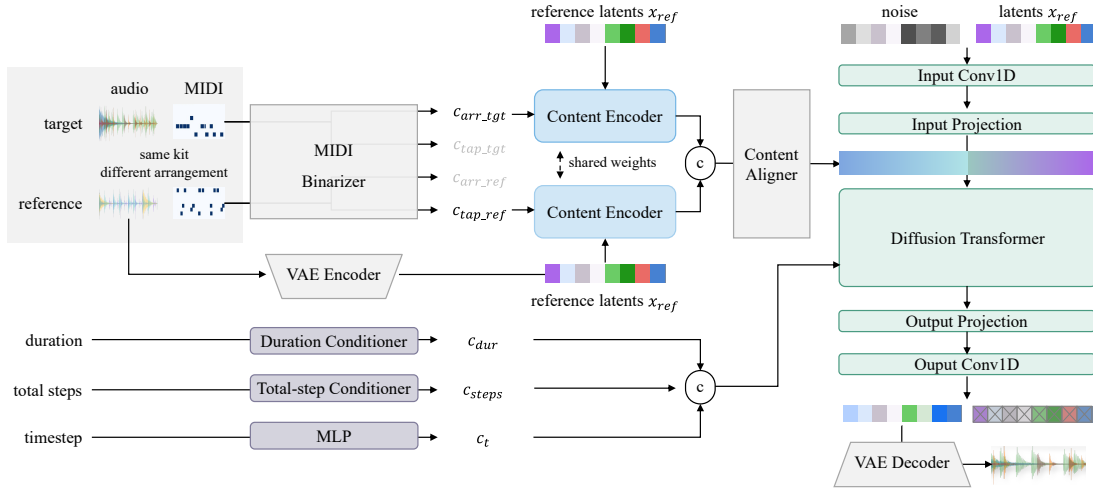 reference latents x_ref
noise
latents x_ref
Input Conv1D
audio
MIDI
target
c_arr_tgt
Content Encoder
Input Projection
same kit
different arrangement
MIDI
Binarizer
c_tap_tgt
shared weights
c
Content
Aligner
c_arr_ref
reference
c_tap_ref
Content Encoder
Diffusion Transformer
VAE Encoder
reference latents x_ref
duration
Duration Conditioner
c_dur
Output Projection
total steps
Total-step Conditioner
c_steps
c
Ouput Conv1D
timestep
MLP
c_t
VAE Decoder